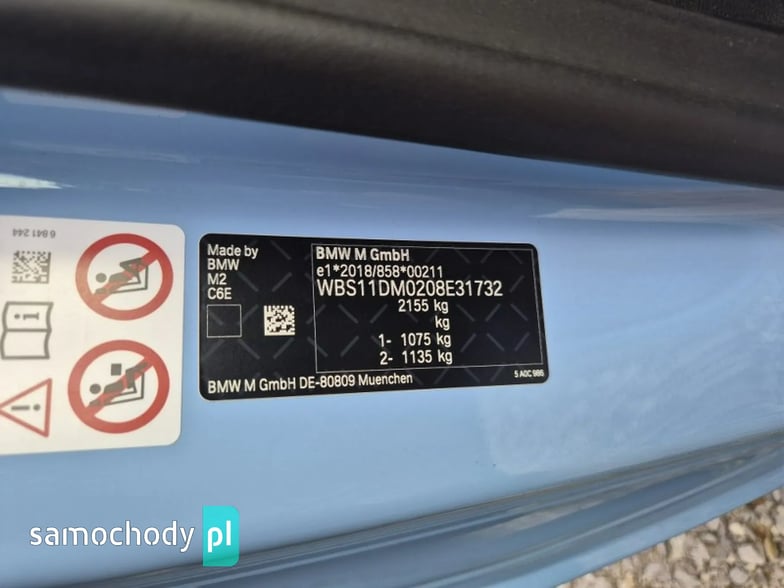 6 841 244
Made by
BMW
M2
C6E
BMW M GmbH
e1*2018/858*00211
WBS11DM0208E31732
2155 kg
kg
1- 1075 kg
2- 1135 kg
BMW M GmbH DE-80809 Muenchen
5 A0C 986
samochody pl